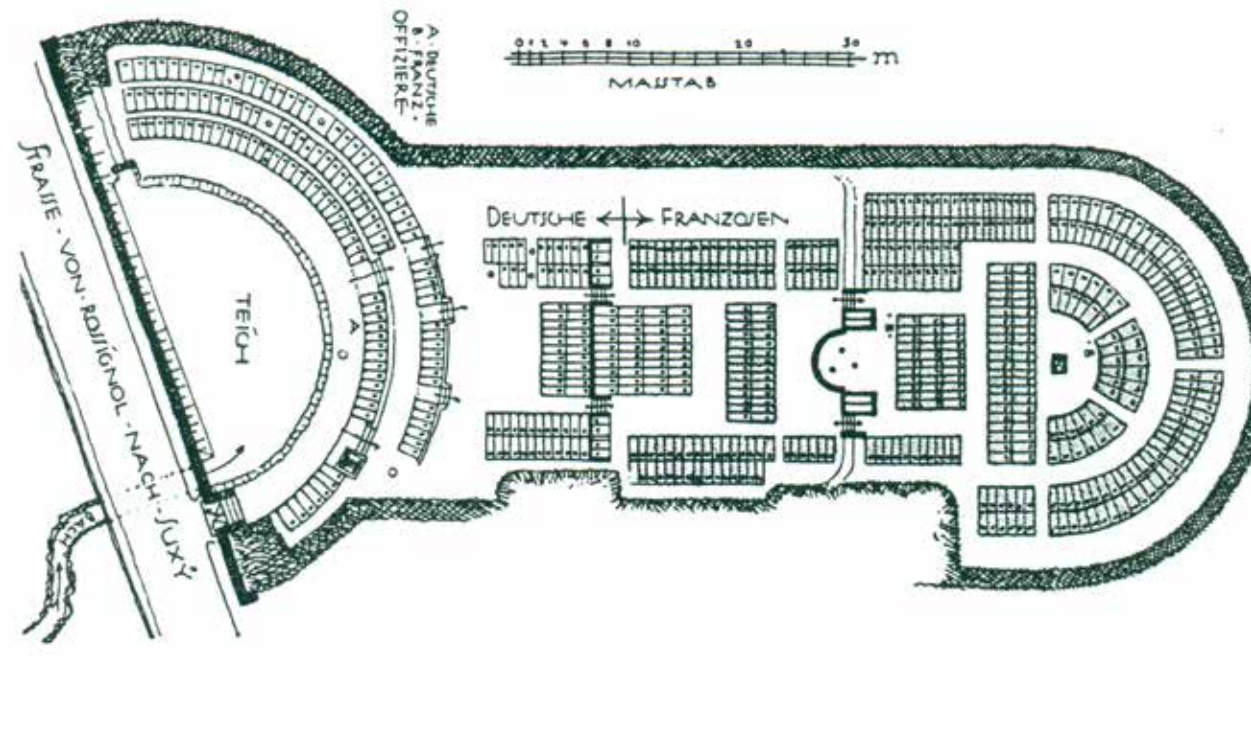 A · DEUTSCHE
B · FRANZ ·
OFFIZIERE
0 1 2 4 6 8 10 20 30 m
MASSTAB
STRASSE · VON · ROSSIGNOL · NACH · SUXY
DEUTSCHE ↔ FRANZOSEN
TEICH
A
B
B
BACH